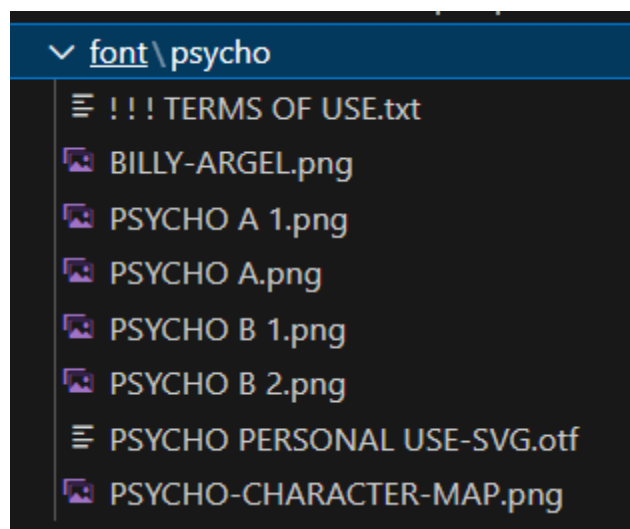 font\psycho
! ! ! TERMS OF USE.txt
BILLY-ARGEL.png
PSYCHO A 1.png
PSYCHO A.png
PSYCHO B 1.png
PSYCHO B 2.png
PSYCHO PERSONAL USE-SVG.otf
PSYCHO-CHARACTER-MAP.png